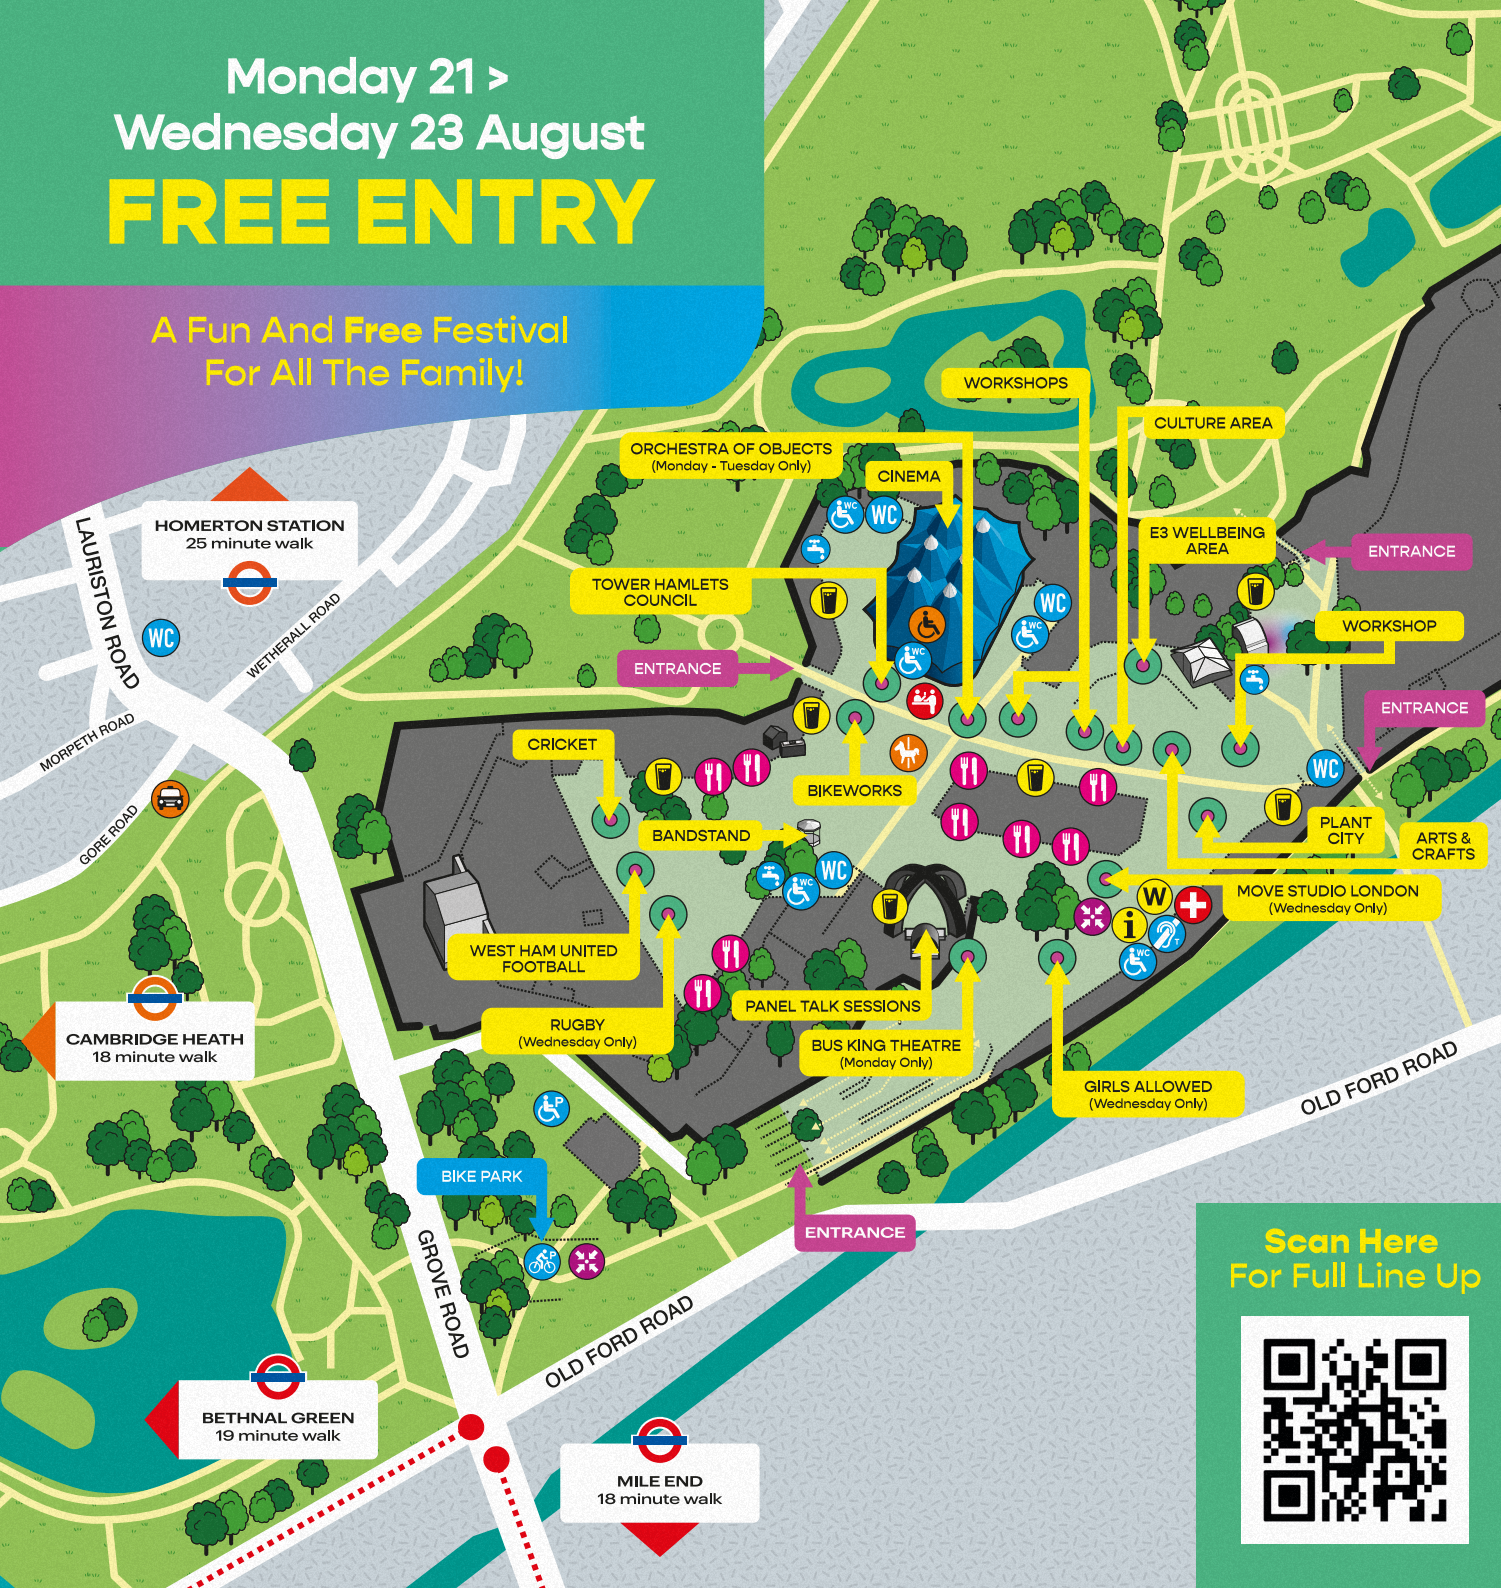 Monday 21 >
Wednesday 23 August
FREE ENTRY
A Fun And Free Festival
For All The Family!
WORKSHOPS
CULTURE AREA
ORCHESTRA OF OBJECTS
(Monday - Tuesday Only)
CINEMA
HOMERTON STATION
25 minute walk
LAURISTON ROAD
WC
WC
E3 WELLBEING
AREA
ENTRANCE
TOWER HAMLETS
COUNCIL
WC
WC
WC
WETHERALL ROAD
WORKSHOP
ENTRANCE
WC
ENTRANCE
MORPETH ROAD
CRICKET
WC
BIKEWORKS
GORE ROAD
BANDSTAND
PLANT
CITY
ARTS &
CRAFTS
WC
WC
MOVE STUDIO LONDON
(Wednesday Only)
W
i
T
WC
WEST HAM UNITED
FOOTBALL
PANEL TALK SESSIONS
RUGBY
(Wednesday Only)
BUS KING THEATRE
(Monday Only)
CAMBRIDGE HEATH
18 minute walk
GIRLS ALLOWED
(Wednesday Only)
OLD FORD ROAD
P
BIKE PARK
ENTRANCE
P
GROVE ROAD
OLD FORD ROAD
Scan Here
For Full Line Up
BETHNAL GREEN
19 minute walk
MILE END
18 minute walk